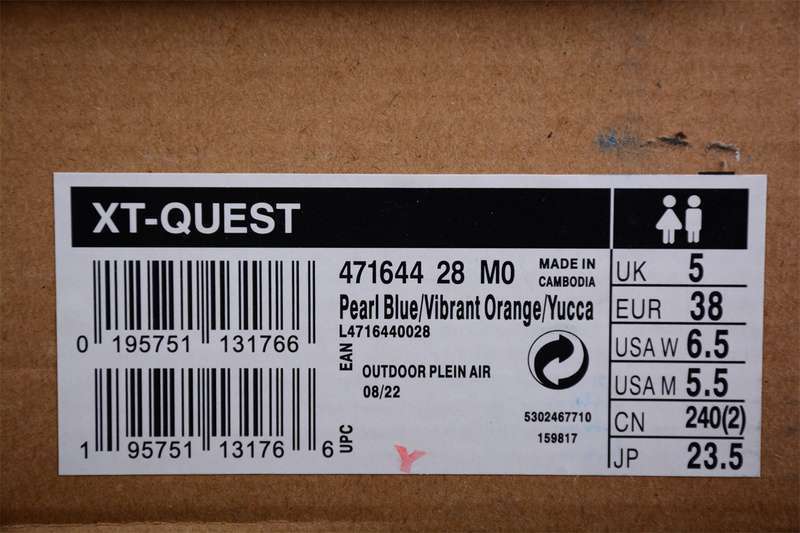 XT-QUEST
471644 28 M0
MADE IN
CAMBODIA
Pearl Blue/Vibrant Orange/Yucca
L4716440028
0 195751 131766
EAN
OUTDOOR PLEIN AIR
08/22
5302467710
159817
1 95751 13176 6
UPC
Y
UK 5
EUR 38
USA W 6.5
USA M 5.5
CN 240(2)
JP 23.5